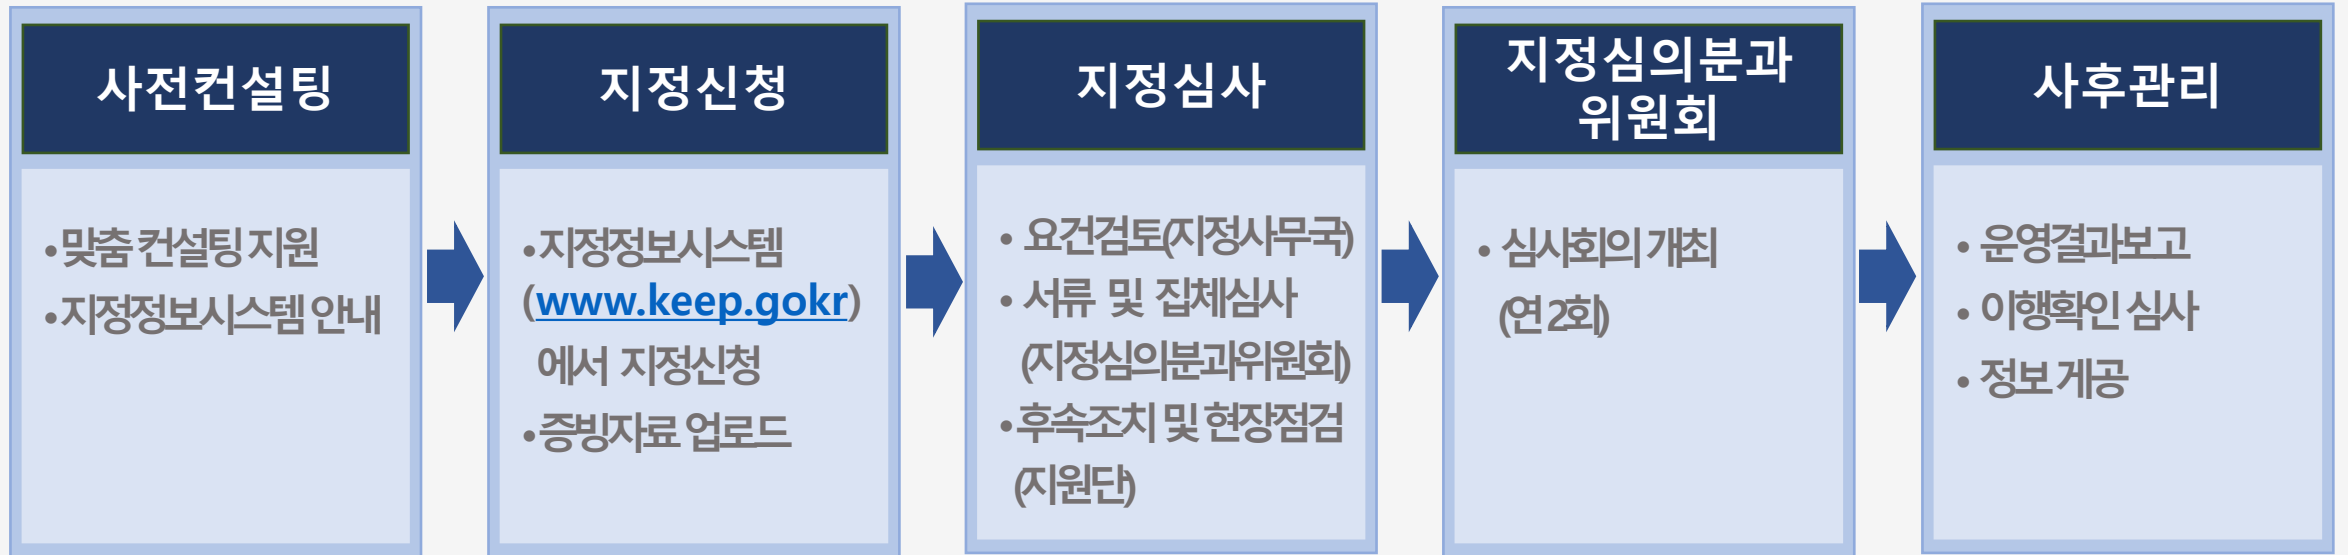 사전컨설팅
•맞춤 컨설팅 지원
•지정정보시스템 안내
지정신청
•지정정보시스템
(www.keep.gokr)
에서 지정신청
•증빙자료 업로드
지정심사
• 요건검토(지정사무국)
• 서류 및 집체심사
(지정심의분과위원회)
•후속조치 및 현장점검
(지원단)
지정심의분과
위원회
• 심사회의 개최
(연 2회)
사후관리
• 운영결과보고
• 이행확인 심사
• 정보 게공